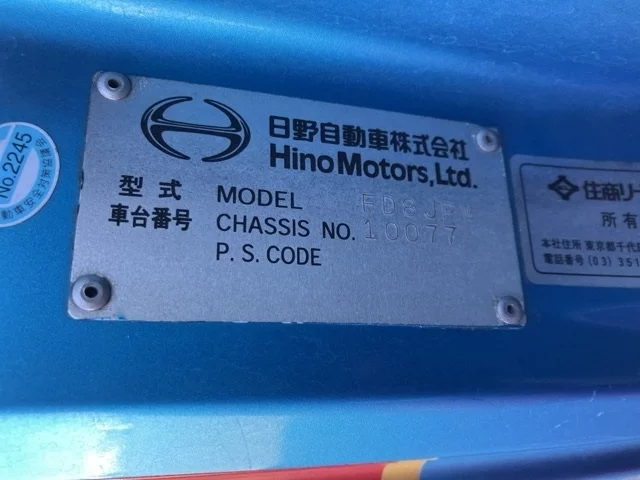 日野自動車株式会社
Hino Motors, Ltd.
型式 MODEL
車台番号 CHASSIS NO. 10077
P. S. CODE
No.2245
住商リー
所有
本社住所 東京都千代田
電話番号 (03) 351